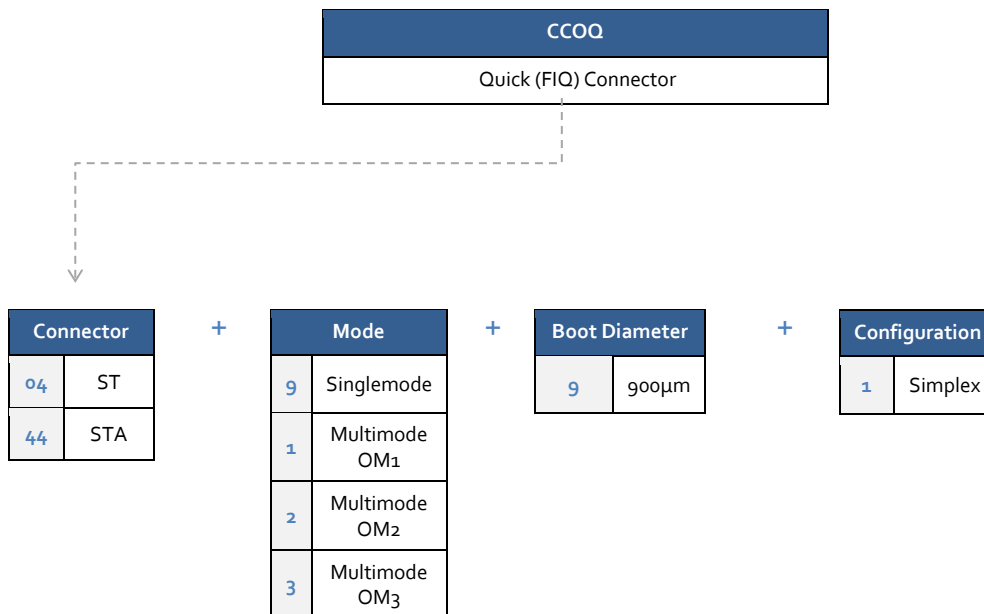 CCOQ
Quick (FIQ) Connector
Connector + Mode + Boot Diameter + Configuration
04 ST
44 STA
9 Singlemode
1 Multimode
OM1
2 Multimode
OM2
3 Multimode
OM3
9 900µm
1 Simplex